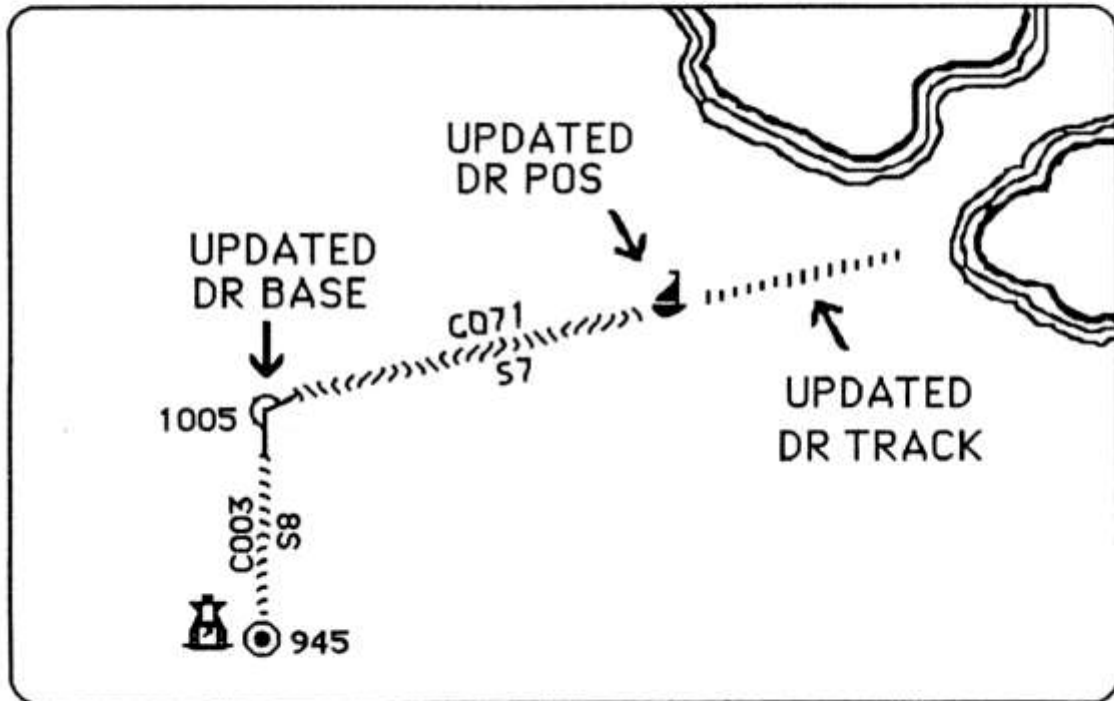 UPDATED
DR POS
UPDATED
DR BASE
C071
S7
1005
UPDATED
DR TRACK
C003
S8
945